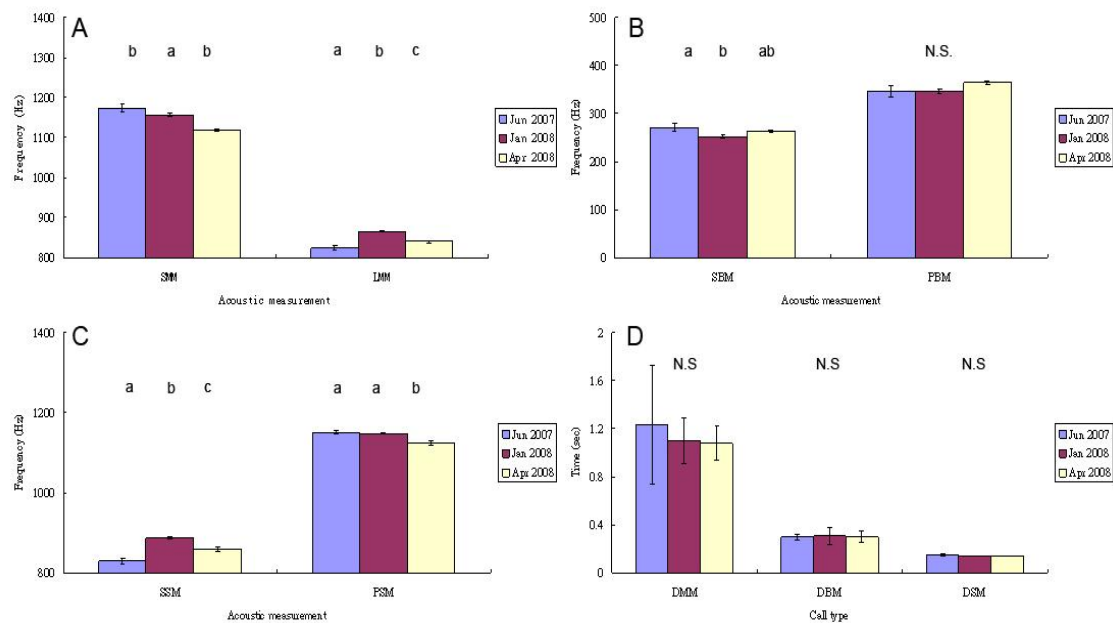 A
1400
1300
1200
1100
1000
900
800
Frequency (Hz)
b a b
a b c
SMM
LMM
Acoustic measurement
Jun 2007
Jan 2008
Apr 2008
B
500
400
300
200
100
0
Frequency(Hz)
a b ab
N.S.
SBM
PBM
Acoustic measurement
Jun 2007
Jan 2008
Apr 2008
C
1400
1200
1000
800
Frequency(Hz)
a b c
a a b
SSM
PSM
Acoustic measurement
Jun 2007
Jan 2008
Apr 2008
D
2
1.6
1.2
0.8
0.4
0
Time (sec)
N.S
N.S
N.S
DMM
DBM
DSM
Call type
Jun 2007
Jan 2008
Apr 2008